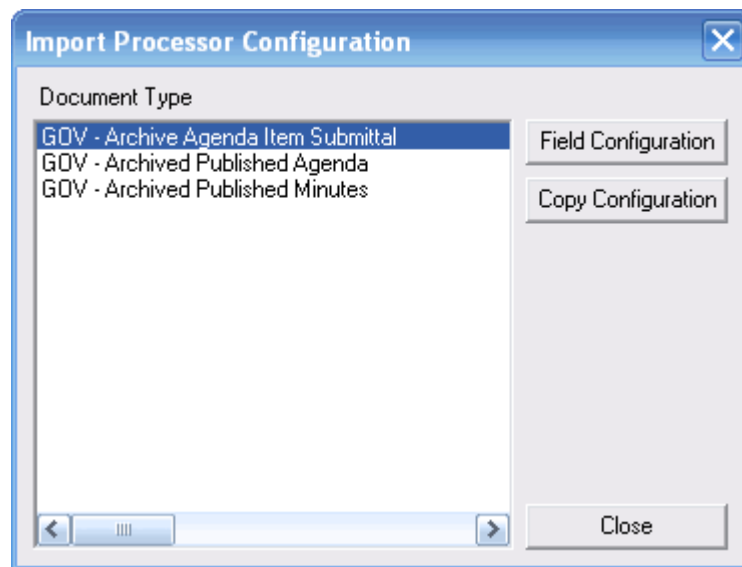 Import Processor Configuration
Document Type
GOV - Archive Agenda Item Submittal
GOV - Archived Published Agenda
GOV - Archived Published Minutes
Field Configuration
Copy Configuration
Close